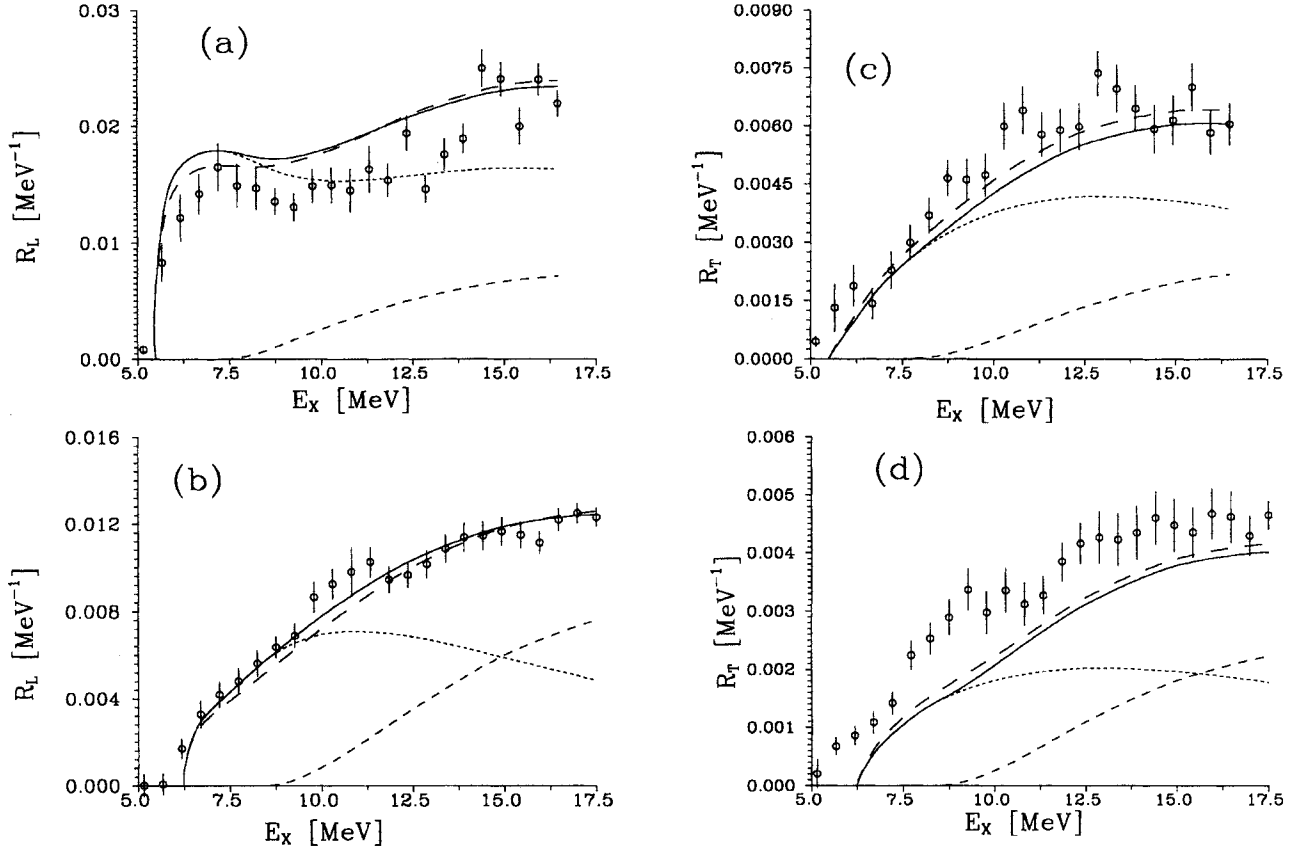 (a)
0.03
0.02
0.01
0.00
R_L [MeV⁻¹]
5.0 7.5 10.0 12.5 15.0 17.5
E_X [MeV]
(c)
0.0090
0.0075
0.0060
0.0045
0.0030
0.0015
0.0000
R_T [MeV⁻¹]
5.0 7.5 10.0 12.5 15.0 17.5
E_X [MeV]
(b)
0.016
0.012
0.008
0.004
0.000
R_L [MeV⁻¹]
5.0 7.5 10.0 12.5 15.0 17.5
E_X [MeV]
(d)
0.006
0.005
0.004
0.003
0.002
0.001
0.000
R_T [MeV⁻¹]
5.0 7.5 10.0 12.5 15.0 17.5
E_X [MeV]